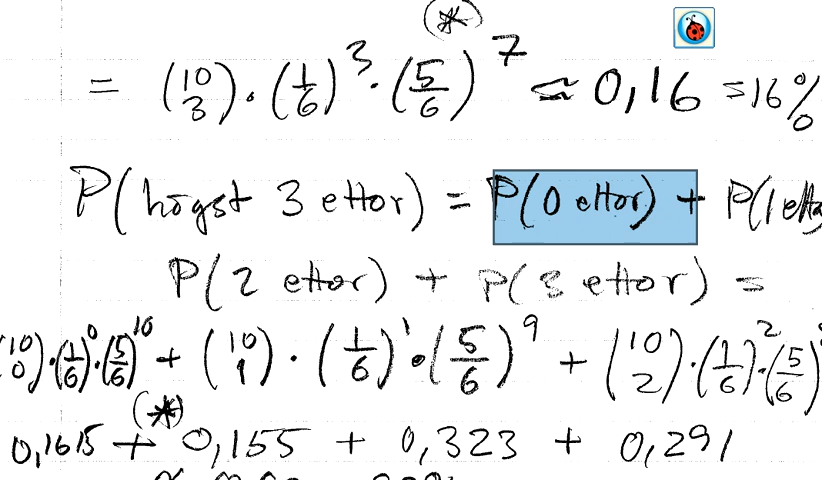 (*)
= (10 3) · (1/6)^3 · (5/6)^7 ≈ 0,16 = 16%
P(högst 3 ettor) = P(0 ettor) + P(1 etta
P(2 ettor) + P(3 ettor) =
(10 0) · (1/6)^0 · (5/6)^10 + (10 1) · (1/6)^1 · (5/6)^9 + (10 2) · (1/6)^2 · (5/6)
(*)
0,1615 + 0,155 + 0,323 + 0,291